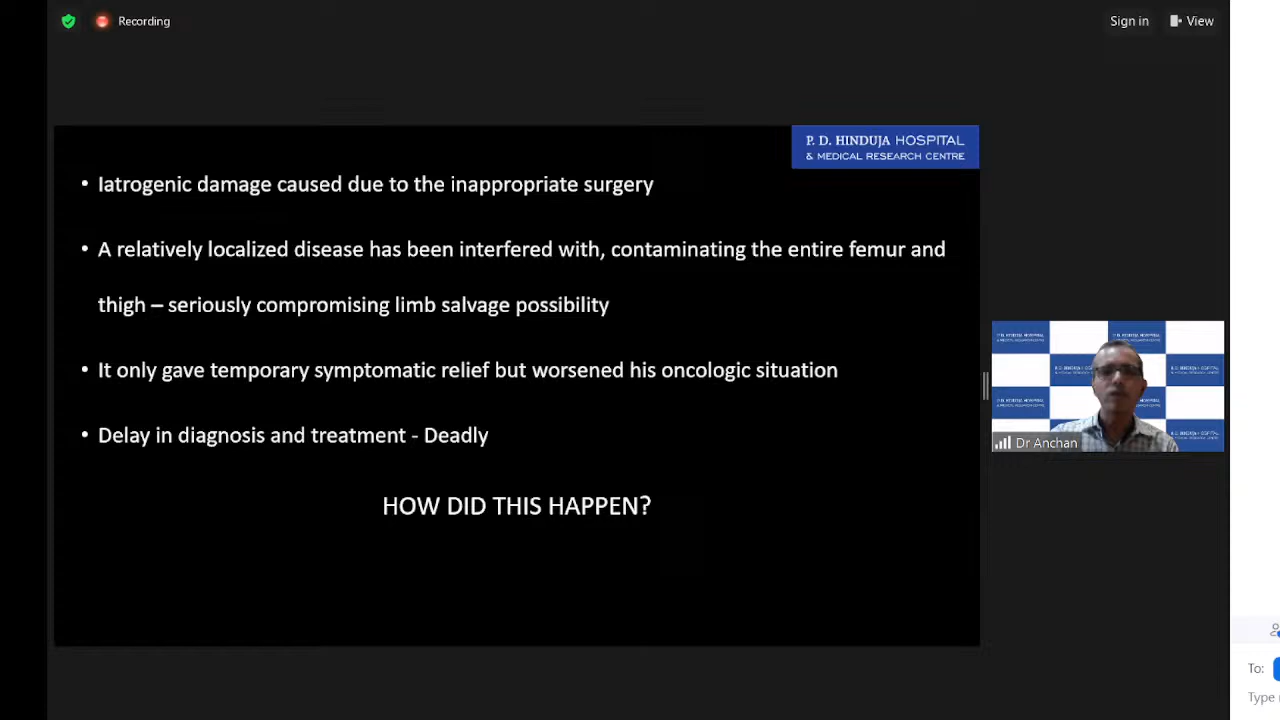 Recording
Sign in
View
P. D. HINDUJA HOSPITAL
& MEDICAL RESEARCH CENTRE
• Iatrogenic damage caused due to the inappropriate surgery
• A relatively localized disease has been interfered with, contaminating the entire femur and
thigh – seriously compromising limb salvage possibility
• It only gave temporary symptomatic relief but worsened his oncologic situation
• Delay in diagnosis and treatment - Deadly
HOW DID THIS HAPPEN?
Dr Anchan
To:
Type